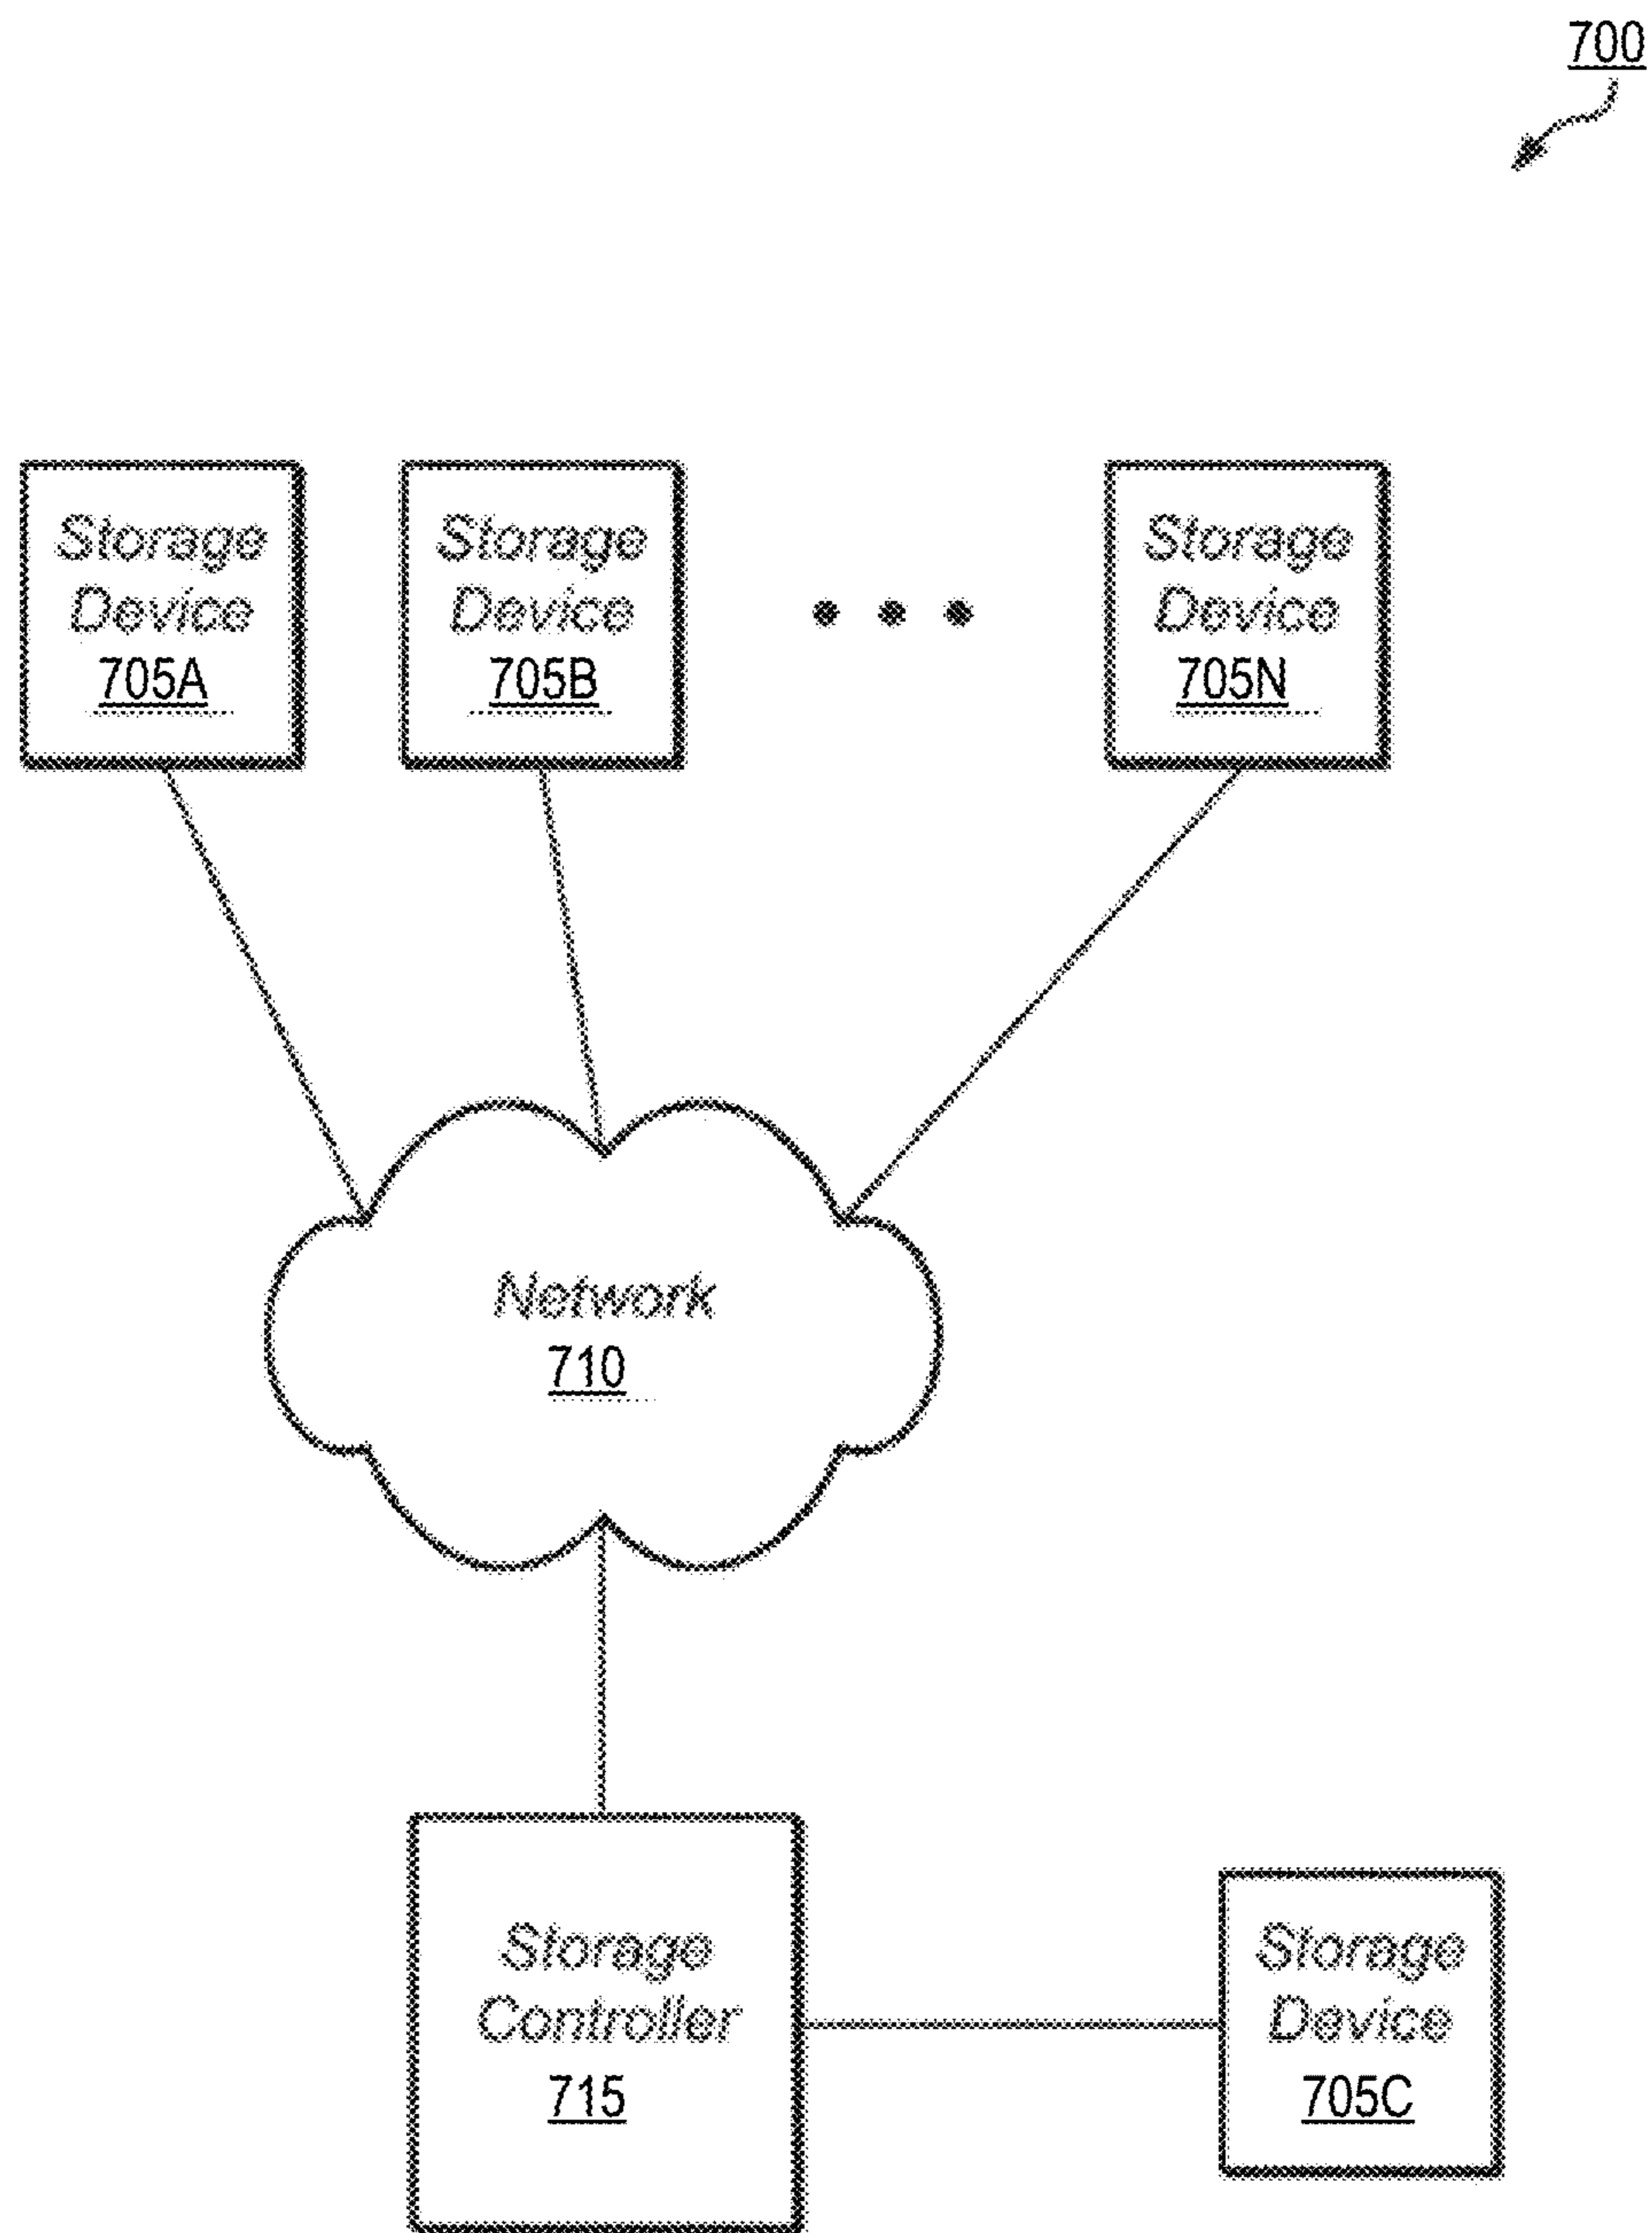 700
Storage
Device
705A
Storage
Device
705B
Storage
Device
705N
Network
710
Storage
Controller
715
Storage
Device
705C